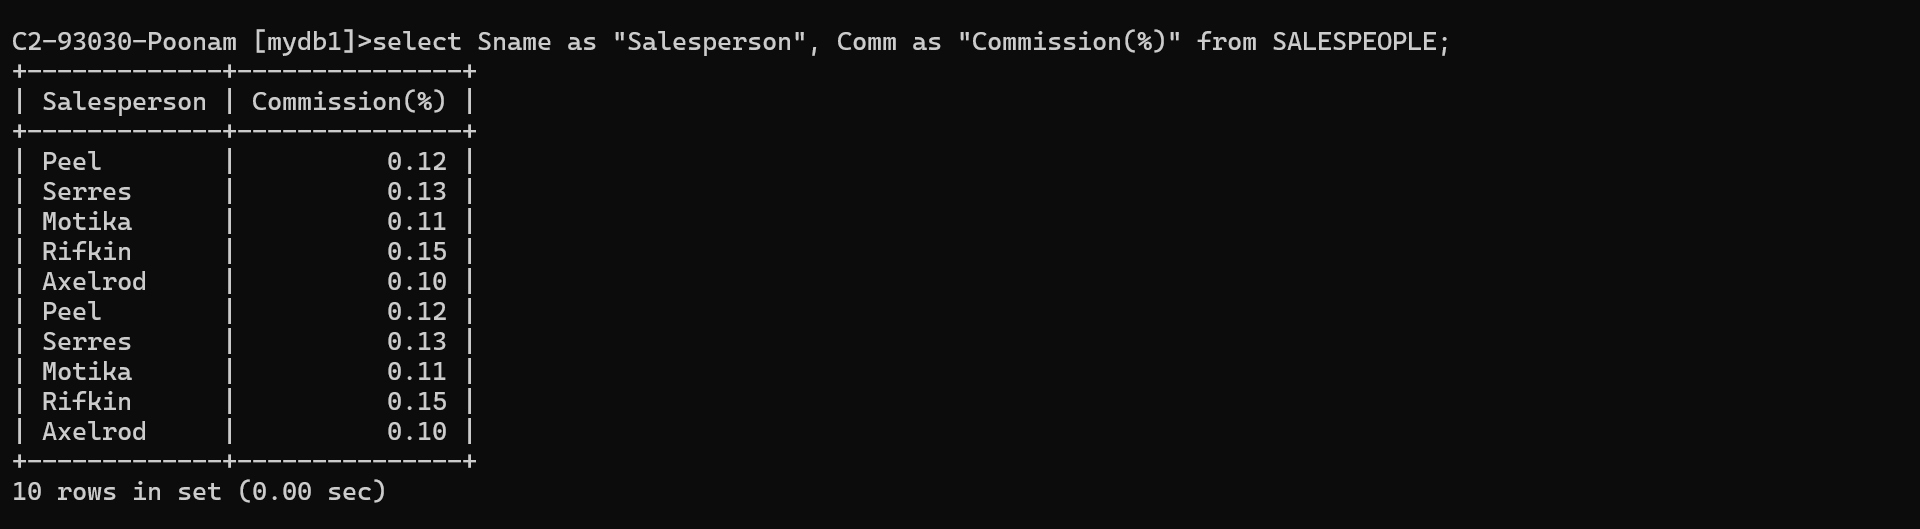 C2-93030-Poonam [mydb1]>select Sname as "Salesperson", Comm as "Commission(%)" from SALESPEOPLE;
+-------------+---------------+
| Salesperson | Commission(%) |
+-------------+---------------+
| Peel        |          0.12 |
| Serres      |          0.13 |
| Motika      |          0.11 |
| Rifkin      |          0.15 |
| Axelrod     |          0.10 |
| Peel        |          0.12 |
| Serres      |          0.13 |
| Motika      |          0.11 |
| Rifkin      |          0.15 |
| Axelrod     |          0.10 |
+-------------+---------------+
10 rows in set (0.00 sec)